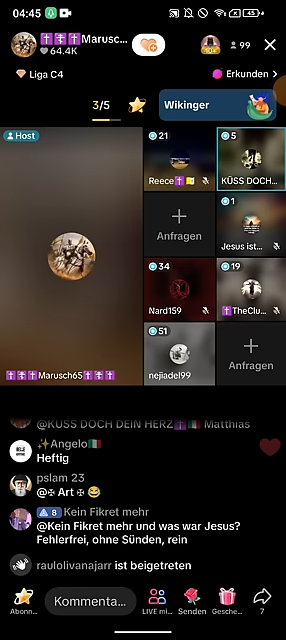 04:45
45
✝️✝️✝️Marusc...
64.4K
99
Liga C4
Erkunden >
3/5
Wikinger
Host
21
5
Reece✝️
KÜSS DOCH...
Anfragen
1
Jesus ist...
34
19
Nard159
✝️TheClu...
51
nejiadel99
Anfragen
✝️✝️✝️Marusch65✝️✝️✝️
@KÜSS DOCH DEIN HERZ✝️🇮🇹 Matthias
✨Angelo🇮🇹
Heftig
pslam 23
@✠ Art ✠ 😂
8 Kein Fikret mehr
@Kein Fikret mehr und was war Jesus?
Fehlerfrei, ohne Sünden, rein
raulolivanajarr ist beigetreten
Kommenta...
Abonn... LIVE mi... Senden Gesche... 7